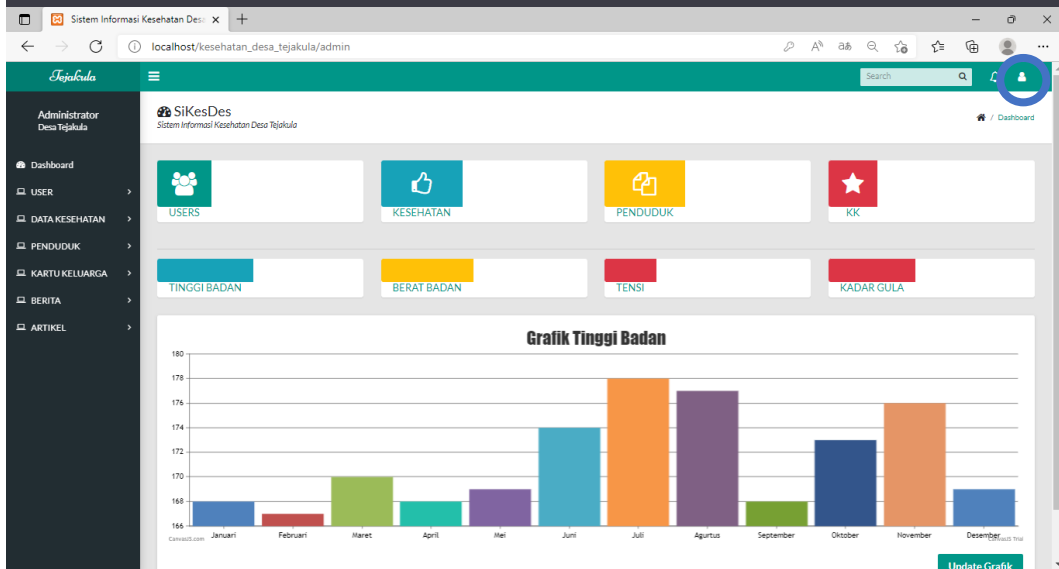 Sistem Informasi Kesehatan Des
localhost/kesehatan_desa_tejakula/admin
Tejakula
Search
Administrator
Desa Tejakula
SiKesDes
Sistem Informasi Kesehatan Desa Tejakula
/ Dashboard
Dashboard
USER
DATA KESEHATAN
PENDUDUK
KARTU KELUARGA
BERITA
ARTIKEL
USERS
KESEHATAN
PENDUDUK
KK
TINGGI BADAN
BERAT BADAN
TENSI
KADAR GULA
Grafik Tinggi Badan
180
178
176
174
172
170
168
166
Januari
Februari
Maret
April
Mei
Juni
Juli
Agurtus
September
Oktober
November
Desember
CanvasJS.com
CanvasJS Trial
Update Grafik